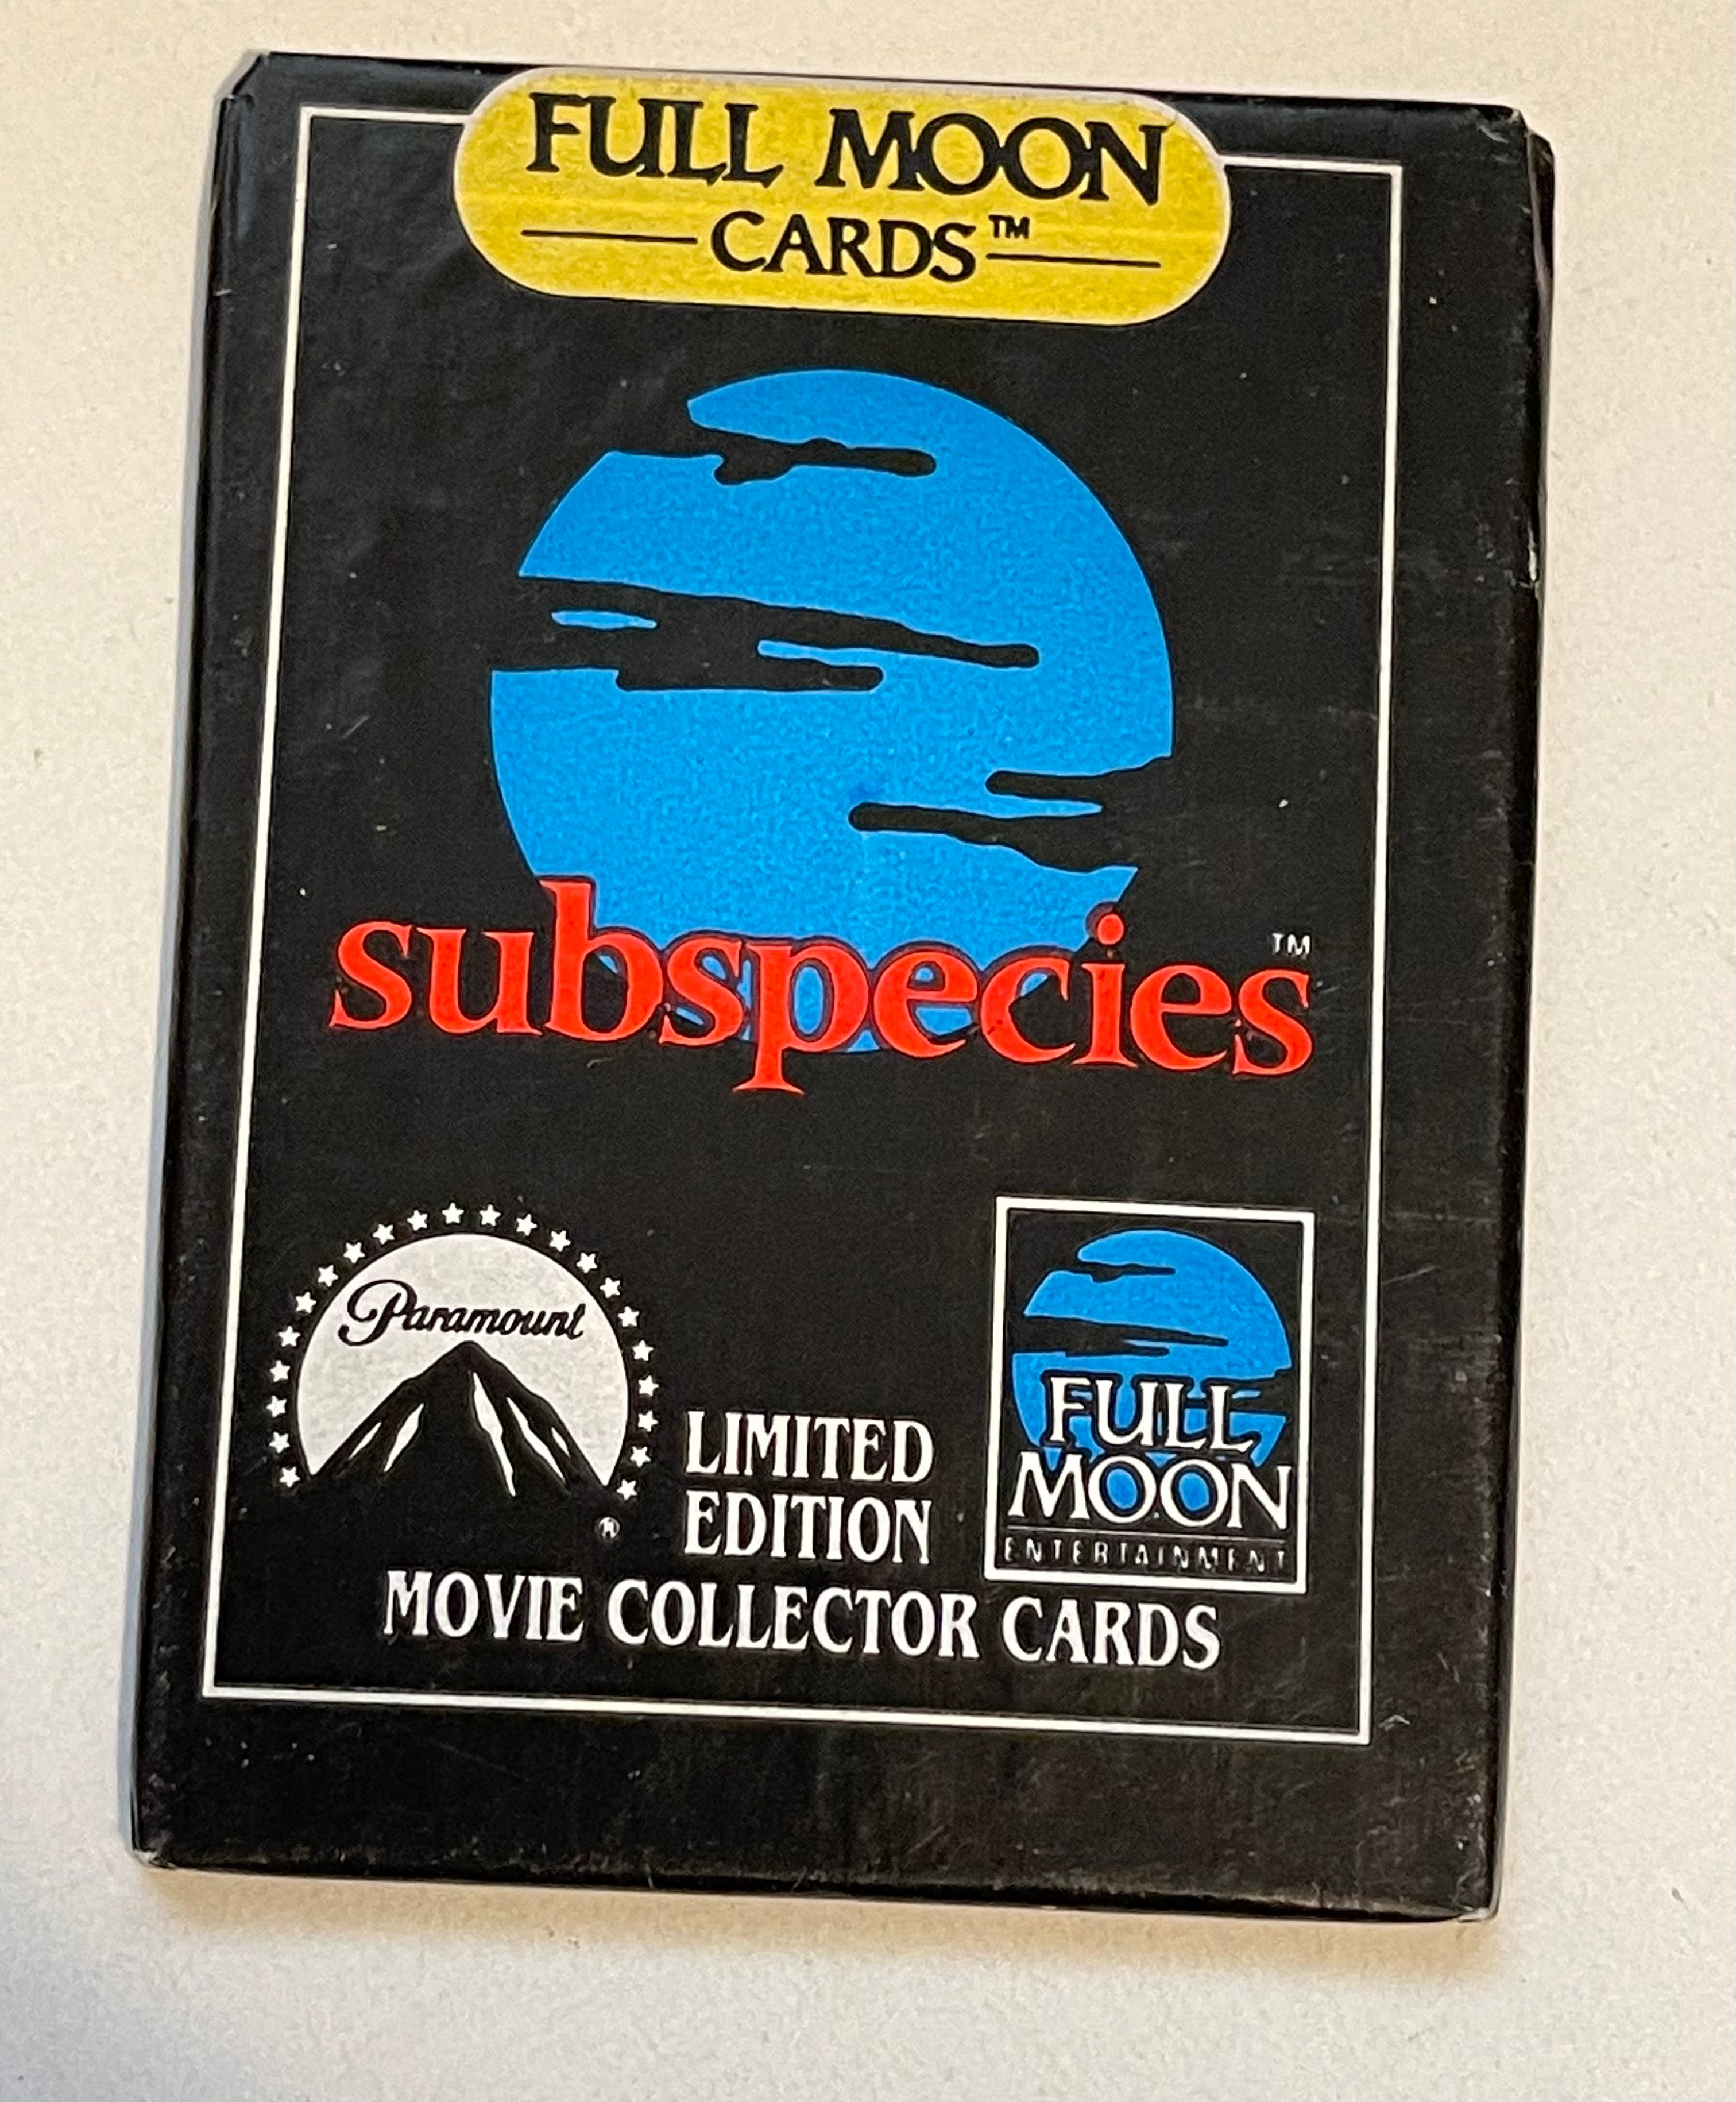 FULL MOON
CARDS™
subspecies™
Paramount
®
LIMITED
EDITION
MOVIE COLLECTOR CARDS
FULL
MOON
ENTERTAINMENT